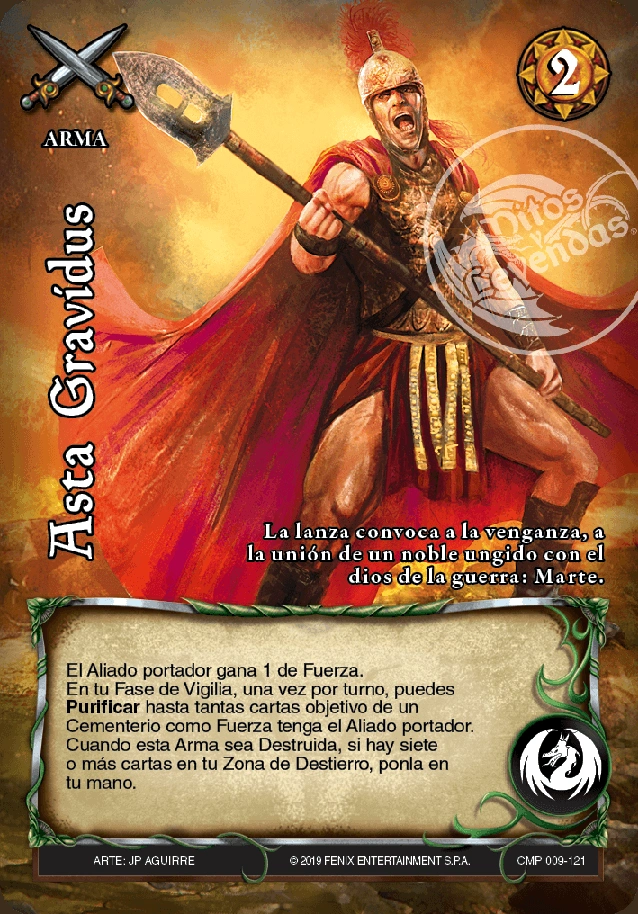 2
ARMA
Mitos
y
Leyendas
®
Asta Gravídus
La lanza convoca a la venganza, a
la unión de un noble ungido con el
dios de la guerra: Marte.
El Aliado portador gana 1 de Fuerza.
En tu Fase de Vigilia, una vez por turno, puedes
Purificar hasta tantas cartas objetivo de un
Cementerio como Fuerza tenga el Aliado portador.
Cuando esta Arma sea Destruida, si hay siete
o más cartas en tu Zona de Destierro, ponla en
tu mano.
ARTE: JP AGUIRRE © 2019 FENIX ENTERTAINMENT S.P.A. CMP 009-121